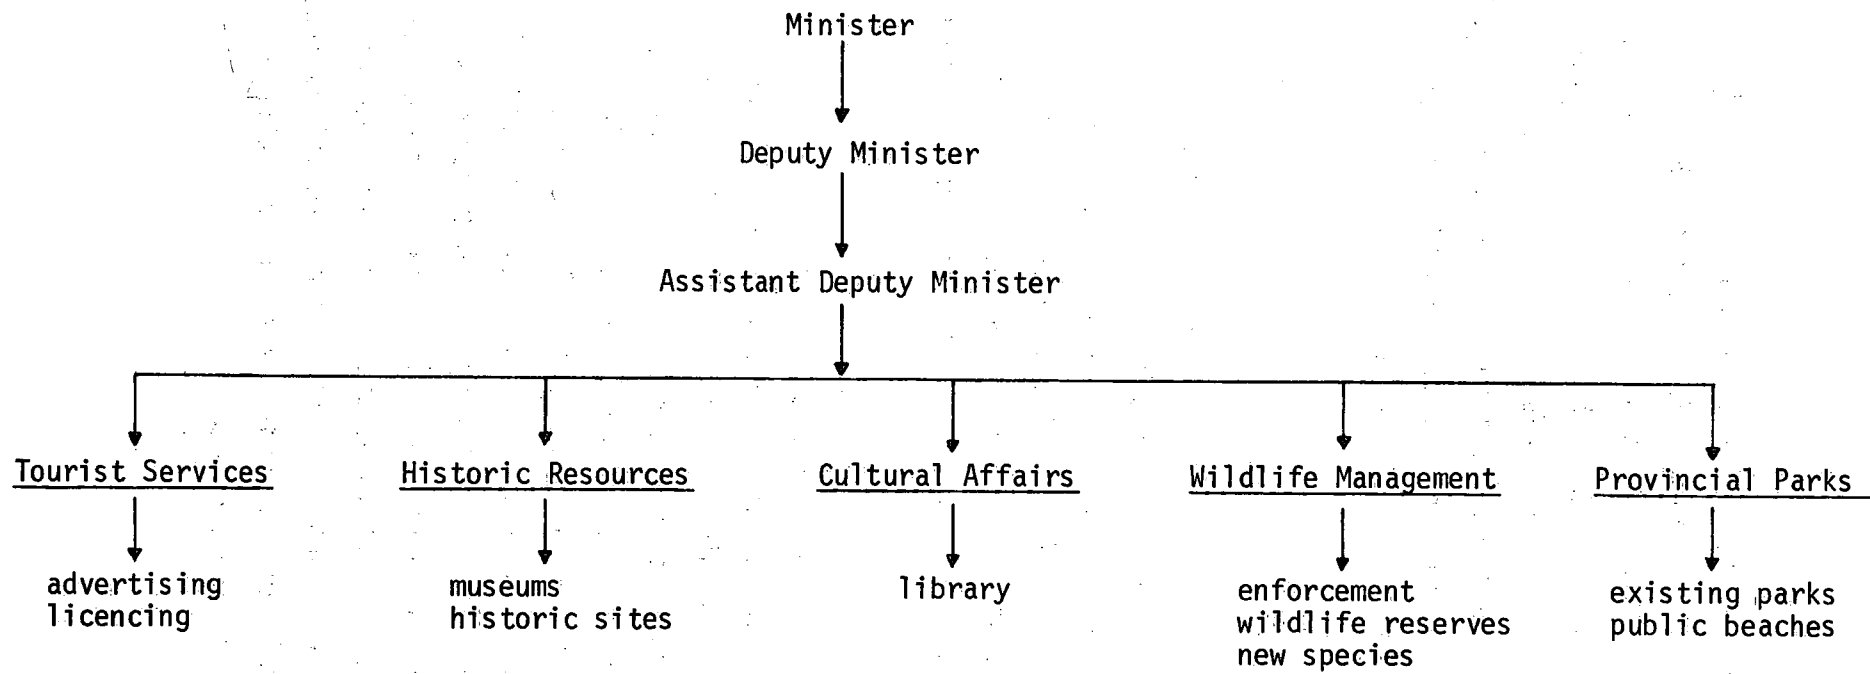 Minister
Deputy Minister
Assistant Deputy Minister
Tourist Services
Historic Resources
Cultural Affairs
Wildlife Management
Provincial Parks
advertising
licencing
museums
historic sites
library
enforcement
wildlife reserves
new species
existing parks
public beaches